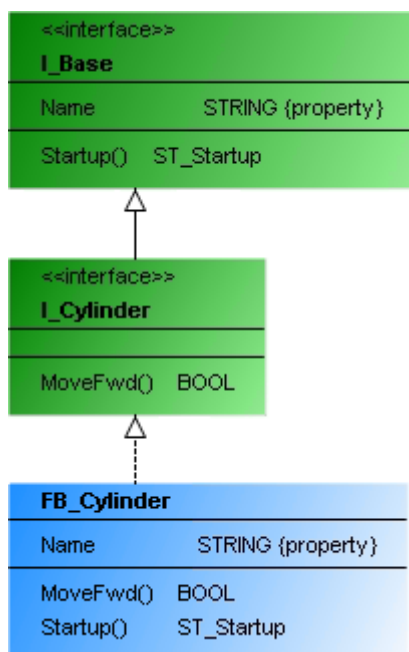 <<interface>>
I_Base
Name STRING {property}
Startup() ST_Startup
<<interface>>
I_Cylinder
MoveFwd() BOOL
FB_Cylinder
Name STRING {property}
MoveFwd() BOOL
Startup() ST_Startup